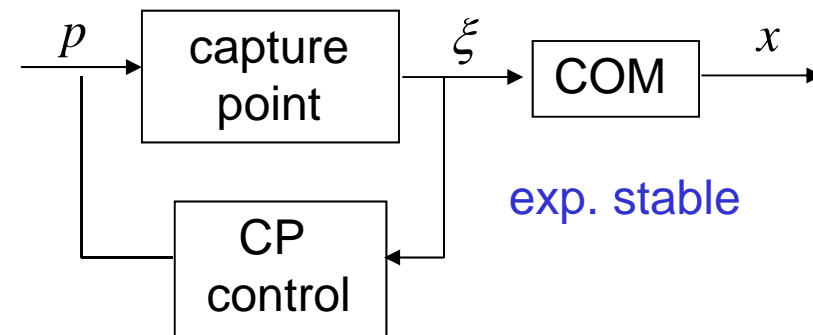 p
capture
point
ξ
COM
x
exp. stable
CP
control